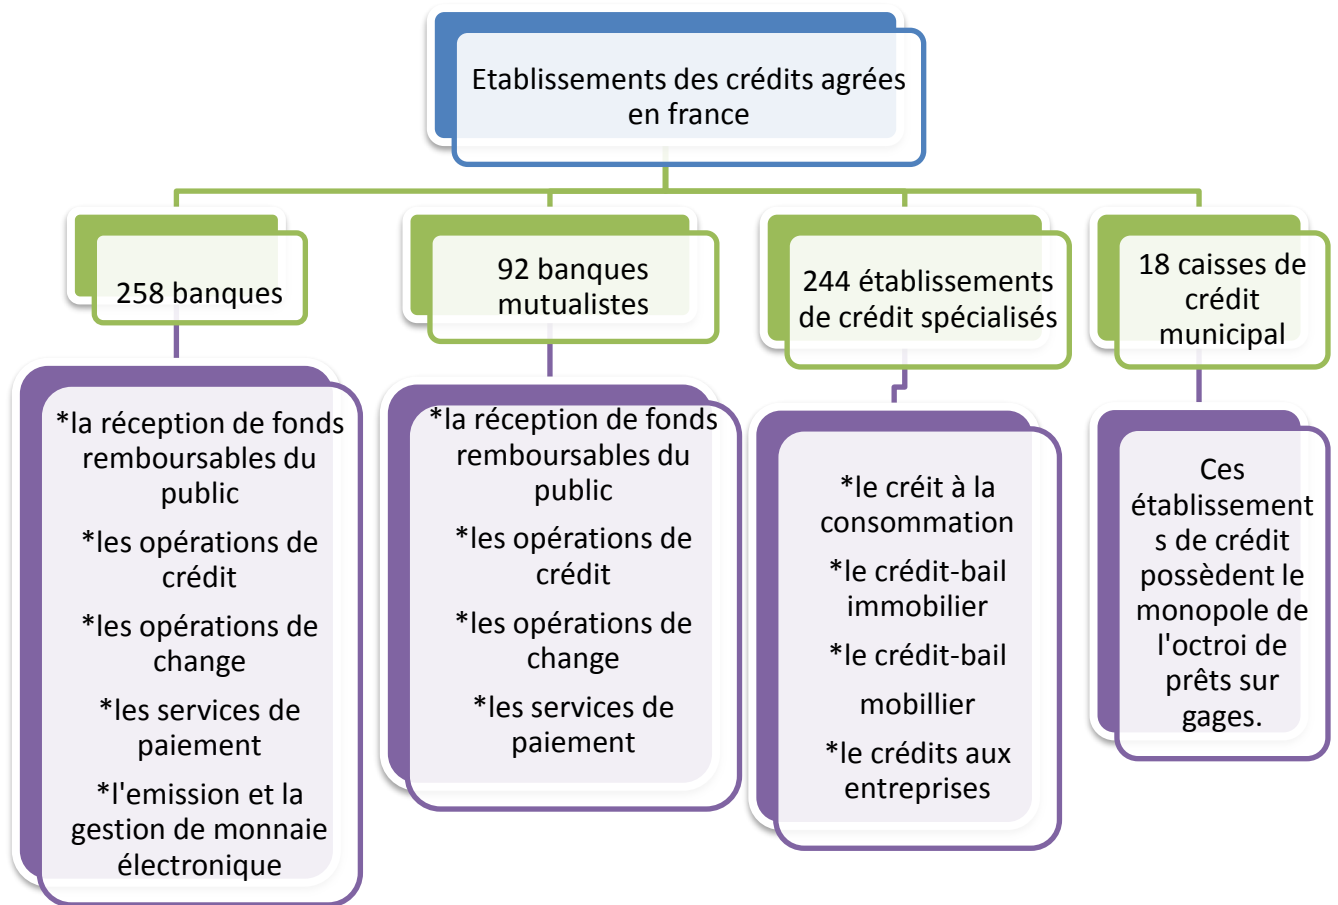 Etablissements des crédits agrées
en france
258 banques
92 banques
mutualistes
244 établissements
de crédit spécialisés
18 caisses de
crédit
municipal
*la réception de fonds
remboursables du
public
*les opérations de
crédit
*les opérations de
change
*les services de
paiement
*l'emission et la
gestion de monnaie
électronique
*la réception de fonds
remboursables du
public
*les opérations de
crédit
*les opérations de
change
*les services de
paiement
*le créit à la
consommation
*le crédit-bail
immobilier
*le crédit-bail
mobillier
*le crédits aux
entreprises
Ces
établissement
s de crédit
possèdent le
monopole de
l'octroi de
prêts sur
gages.